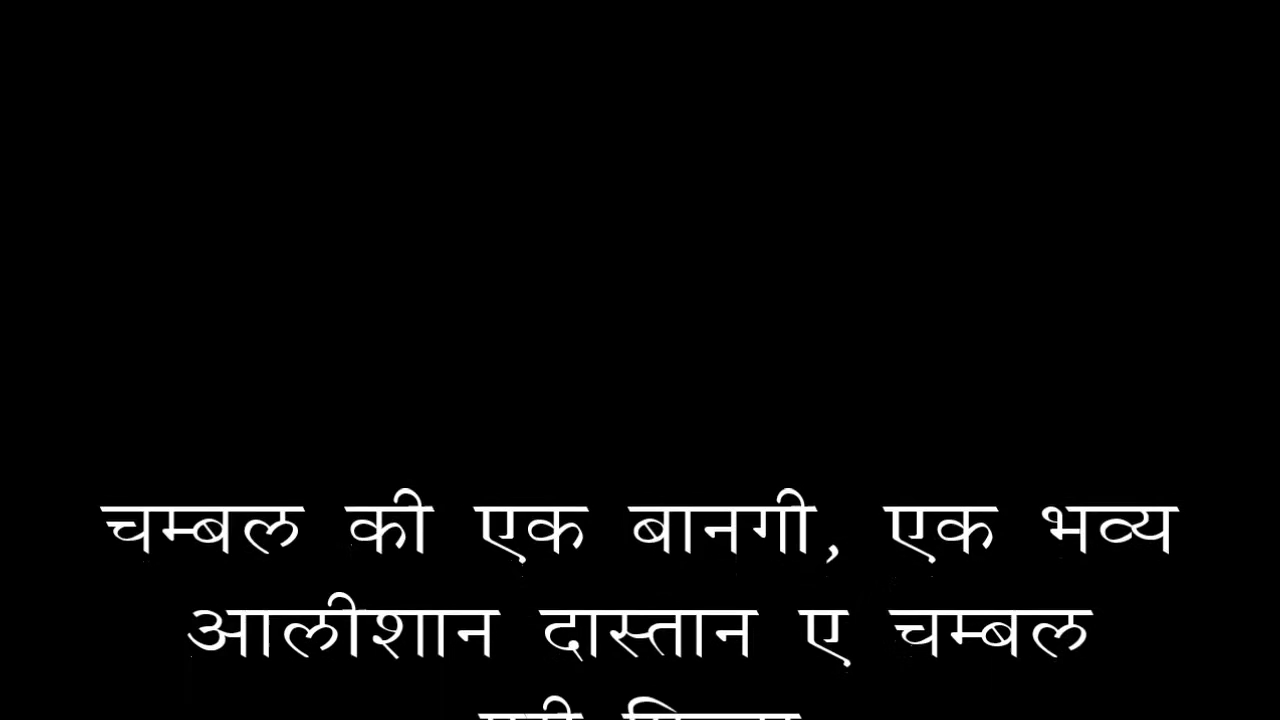 चम्बल की एक बानगी, एक भव्य
आलीशान दास्तान ए चम्बल